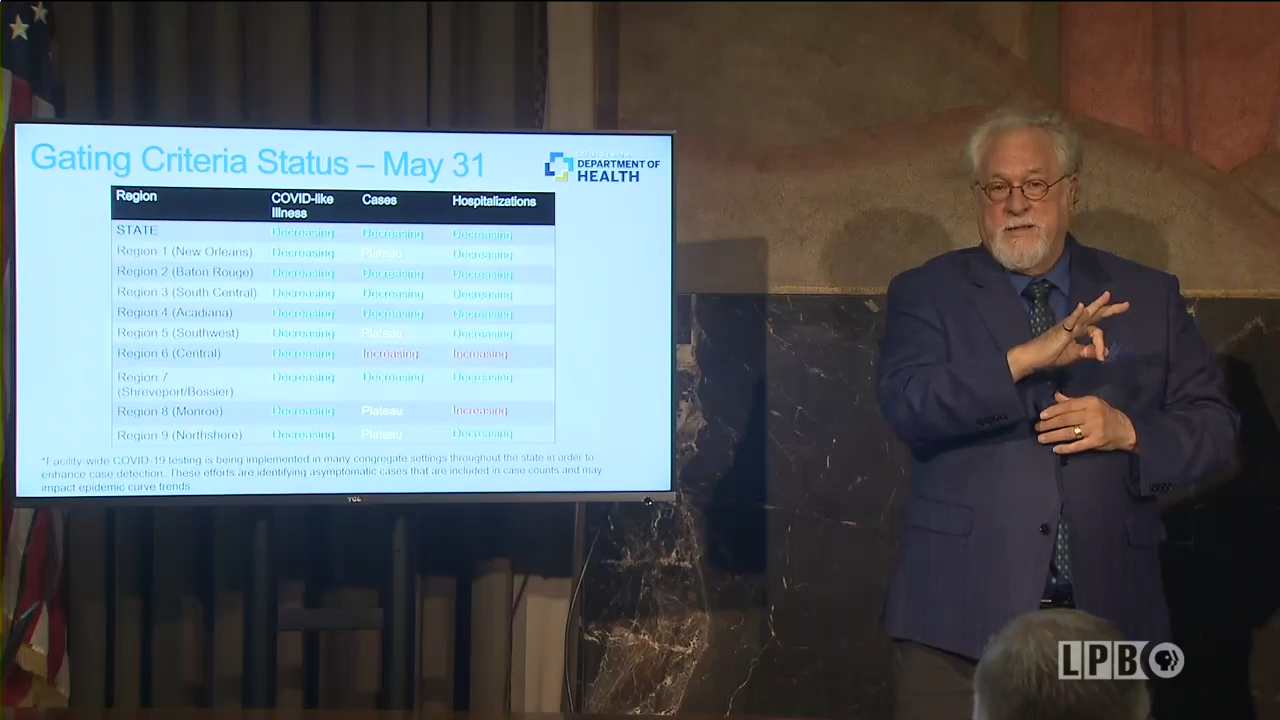 Gating Criteria Status – May 31
DEPARTMENT OF
HEALTH
Region COVID-like Illness Cases Hospitalizations
STATE Decreasing Decreasing Decreasing
Region 1 (New Orleans) Decreasing Plateau Decreasing
Region 2 (Baton Rouge) Decreasing Decreasing Decreasing
Region 3 (South Central) Decreasing Decreasing Decreasing
Region 4 (Acadiana) Decreasing Decreasing Decreasing
Region 5 (Southwest) Decreasing Plateau Decreasing
Region 6 (Central) Decreasing Increasing Increasing
Region 7 (Shreveport/Bossier) Decreasing Decreasing Decreasing
Region 8 (Monroe) Decreasing Plateau Increasing
Region 9 (Northshore) Decreasing Plateau Decreasing
*Facility-wide COVID-19 testing is being implemented in many congregate settings throughout the state in order to
enhance case detection. These efforts are identifying asymptomatic cases that are included in case counts and may
impact epidemic curve trends
TCL
LPB